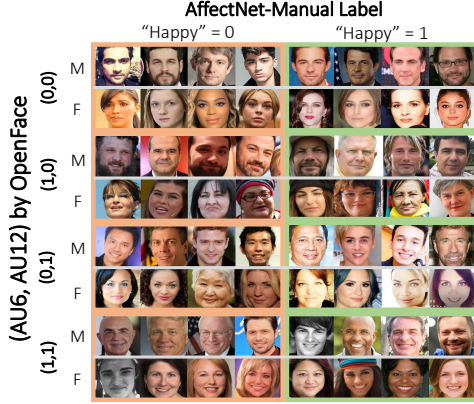 AffectNet-Manual Label
“Happy” = 0 “Happy” = 1
(AU6, AU12) by OpenFace
(0,0)
M
F
(1,0)
M
F
(0,1)
M
F
(1,1)
M
F